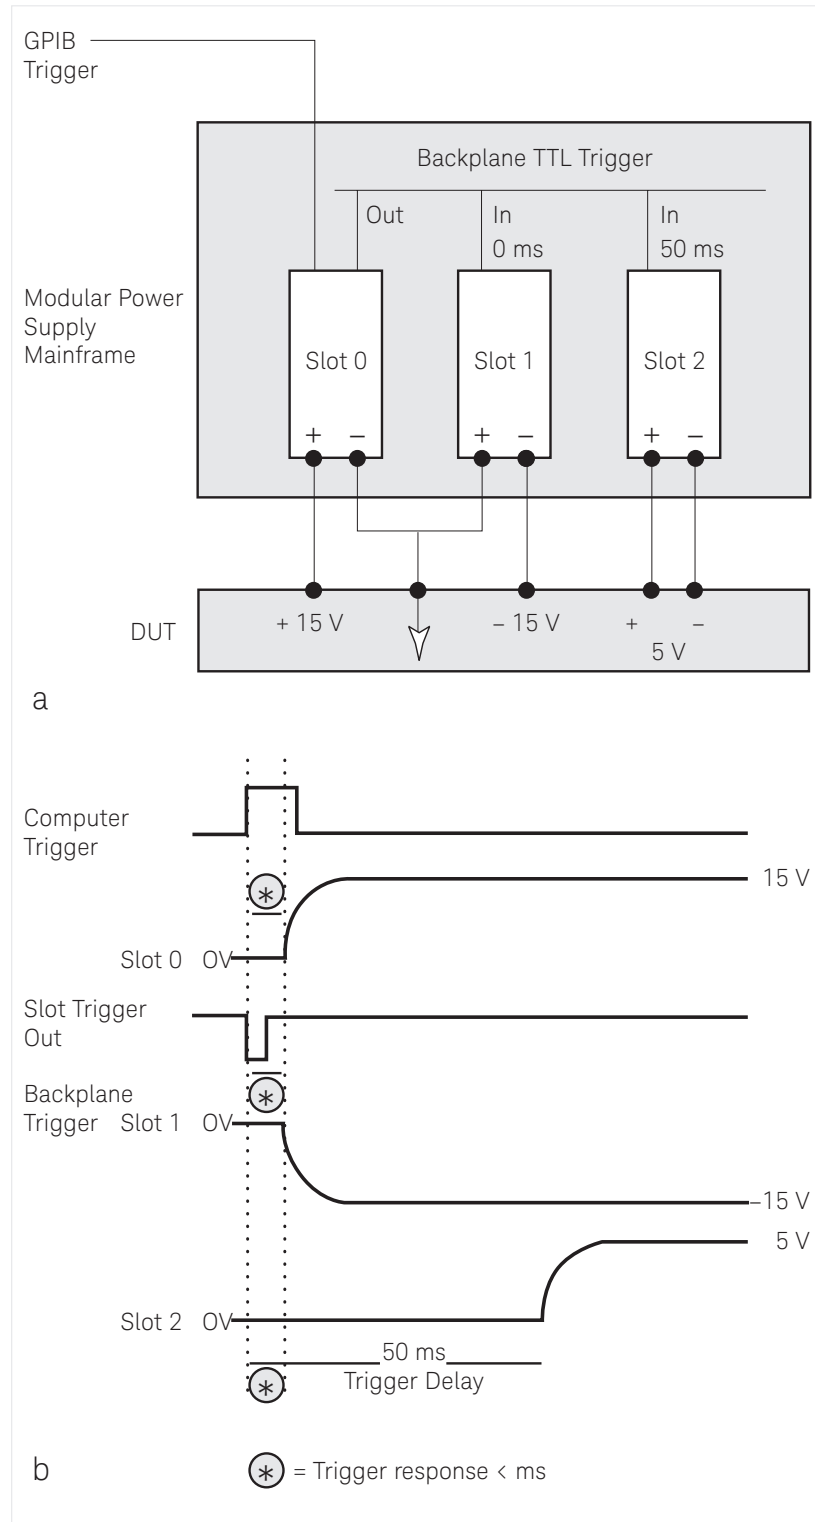 GPIB
Trigger
Backplane TTL Trigger
Out
In
0 ms
In
50 ms
Modular Power
Supply
Mainframe
Slot 0
Slot 1
Slot 2
+ – + – + –
DUT
+ 15 V
– 15 V
+ –
5 V
a
Computer
Trigger
*
15 V
Slot 0 0V
Slot Trigger
Out
*
Backplane
Trigger Slot 1 0V
–15 V
5 V
Slot 2 0V
50 ms
Trigger Delay
*
b
* = Trigger response < ms